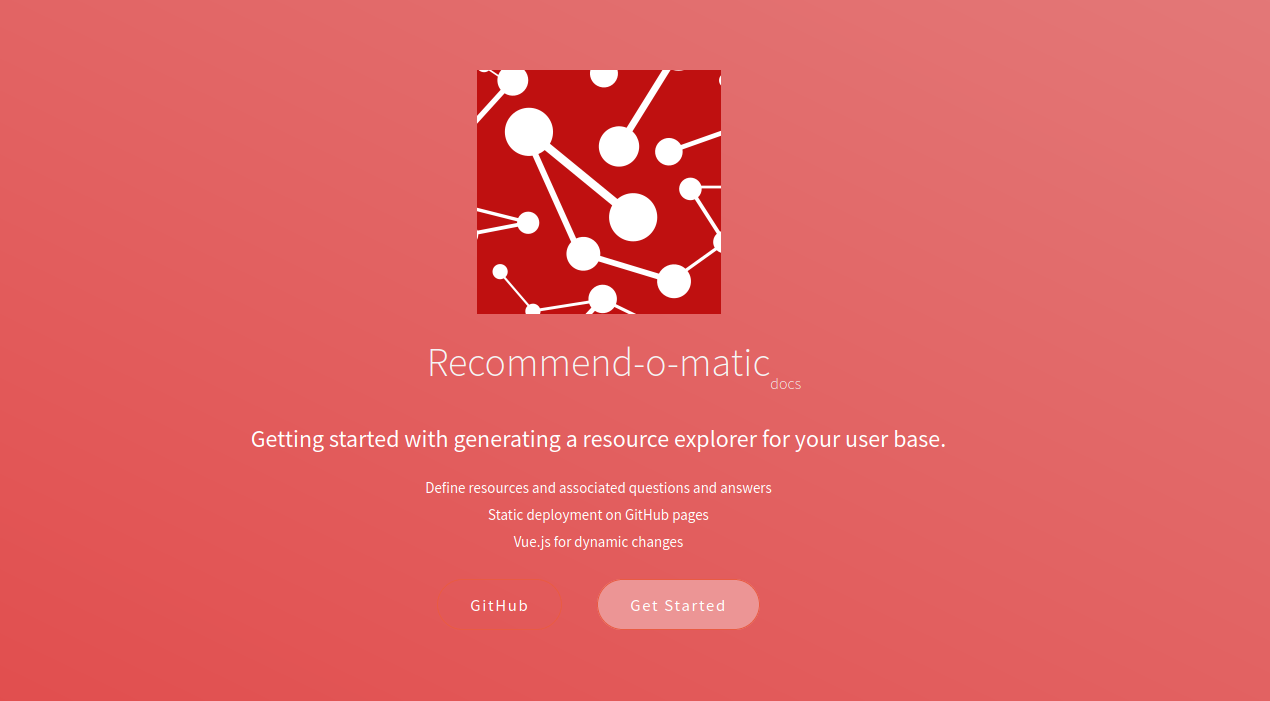 Recommend-o-matic docs
Getting started with generating a resource explorer for your user base.
Define resources and associated questions and answers
Static deployment on GitHub pages
Vue.js for dynamic changes
GitHub Get Started